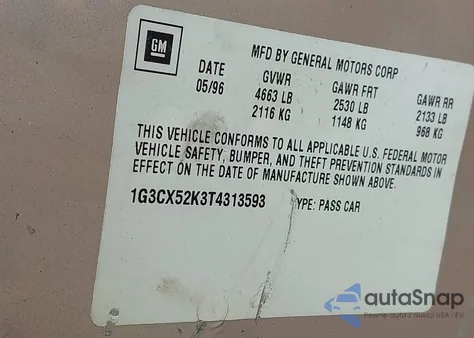 GM
MFD BY GENERAL MOTORS CORP
DATE GVWR GAWR FRT GAWR RR
05/96 4663 LB 2530 LB 2133 LB
2116 KG 1148 KG 968 KG
THIS VEHICLE CONFORMS TO ALL APPLICABLE U.S. FEDERAL MOTOR
VEHICLE SAFETY, BUMPER, AND THEFT PREVENTION STANDARDS IN
EFFECT ON THE DATE OF MANUFACTURE SHOWN ABOVE.
1G3CX52K3T4313593 TYPE: PASS CAR
autoSnap